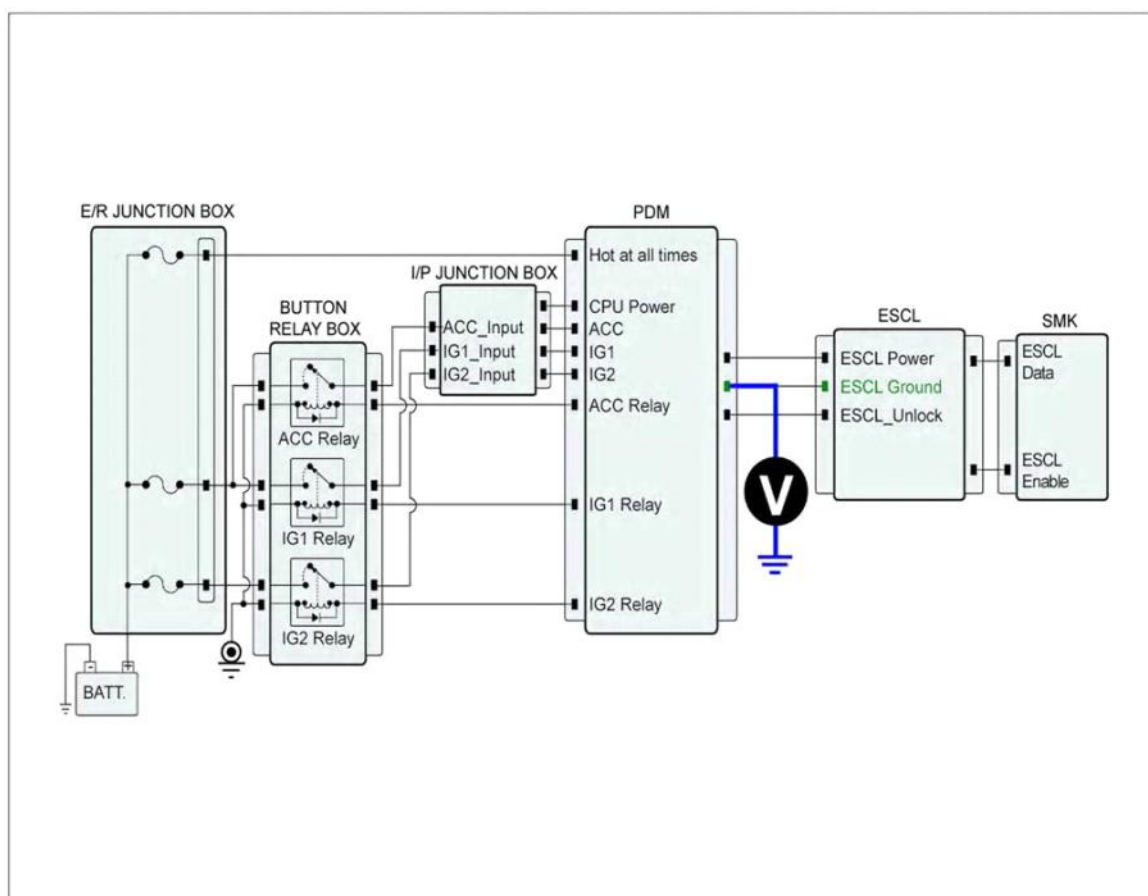 E/R JUNCTION BOX
PDM
Hot at all times
I/P JUNCTION BOX
BUTTON
RELAY BOX
CPU Power
ACC_Input
ACC
IG1_Input
IG1
IG2_Input
IG2
ACC Relay
ACC Relay
IG1 Relay
IG1 Relay
IG2 Relay
IG2 Relay
ESCL
ESCL Power
ESCL Ground
ESCL_Unlock
SMK
ESCL
Data
ESCL
Enable
V
- +
BATT.